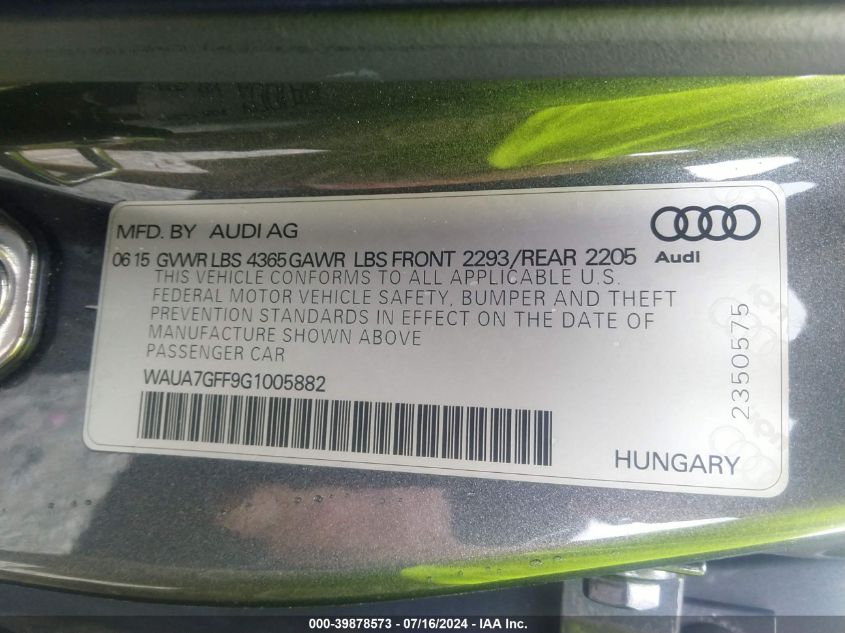 MFD. BY AUDI AG
06 15 GVWR LBS 4365 GAWR LBS FRONT 2293/REAR 2205
Audi
THIS VEHICLE CONFORMS TO ALL APPLICABLE U.S.
FEDERAL MOTOR VEHICLE SAFETY, BUMPER AND THEFT
PREVENTION STANDARDS IN EFFECT ON THE DATE OF
MANUFACTURE SHOWN ABOVE
PASSENGER CAR
WAUA7GFF9G1005882
2350575
HUNGARY
000-39878573 / 07/16/2024 / IAA Inc.